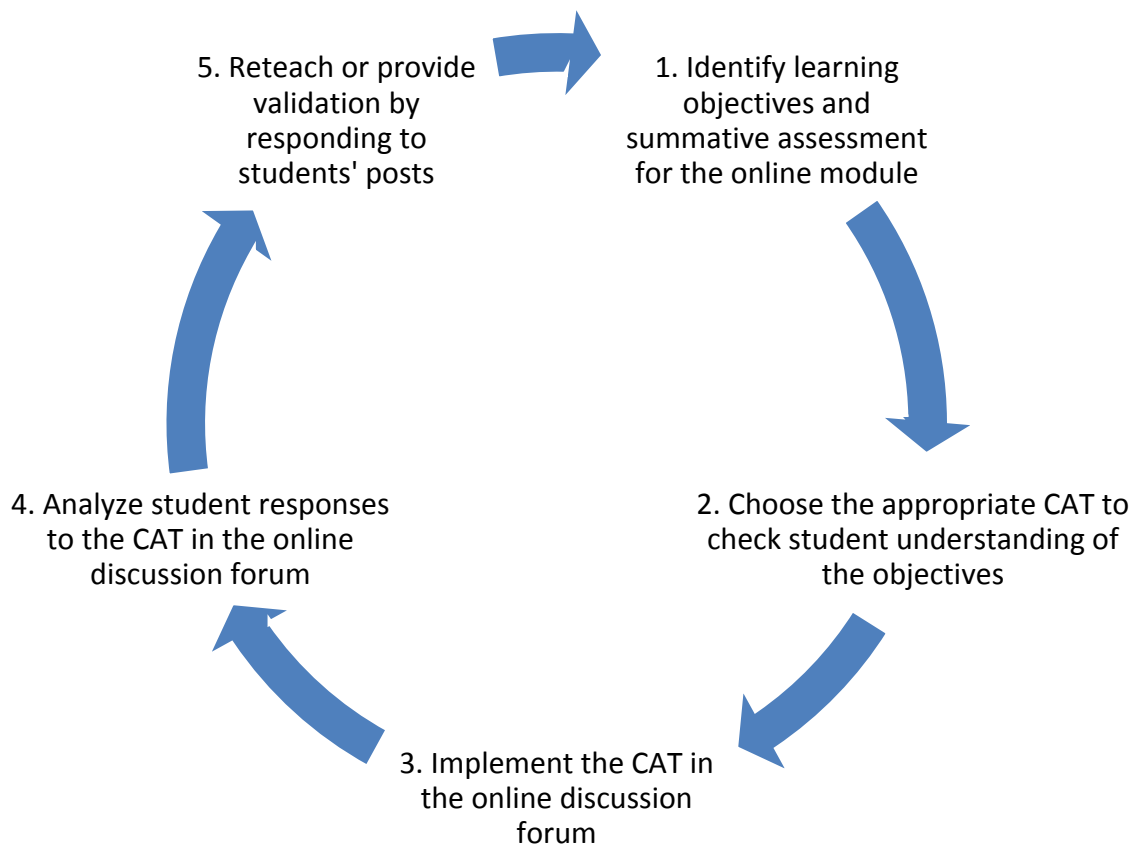 1. Identify learning
objectives and
summative assessment
for the online module
2. Choose the appropriate CAT to
check student understanding of
the objectives
3. Implement the CAT in
the online discussion
forum
4. Analyze student responses
to the CAT in the online
discussion forum
5. Reteach or provide
validation by
responding to
students' posts